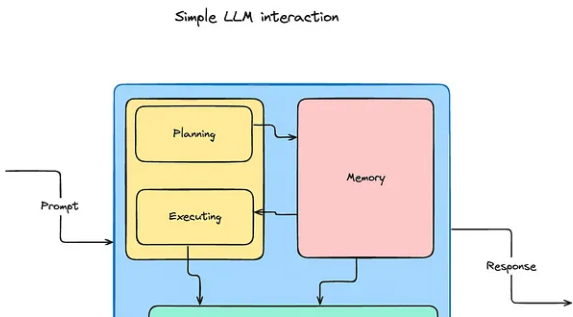 Simple LLM interaction
Planning
Memory
Prompt
Executing
Response